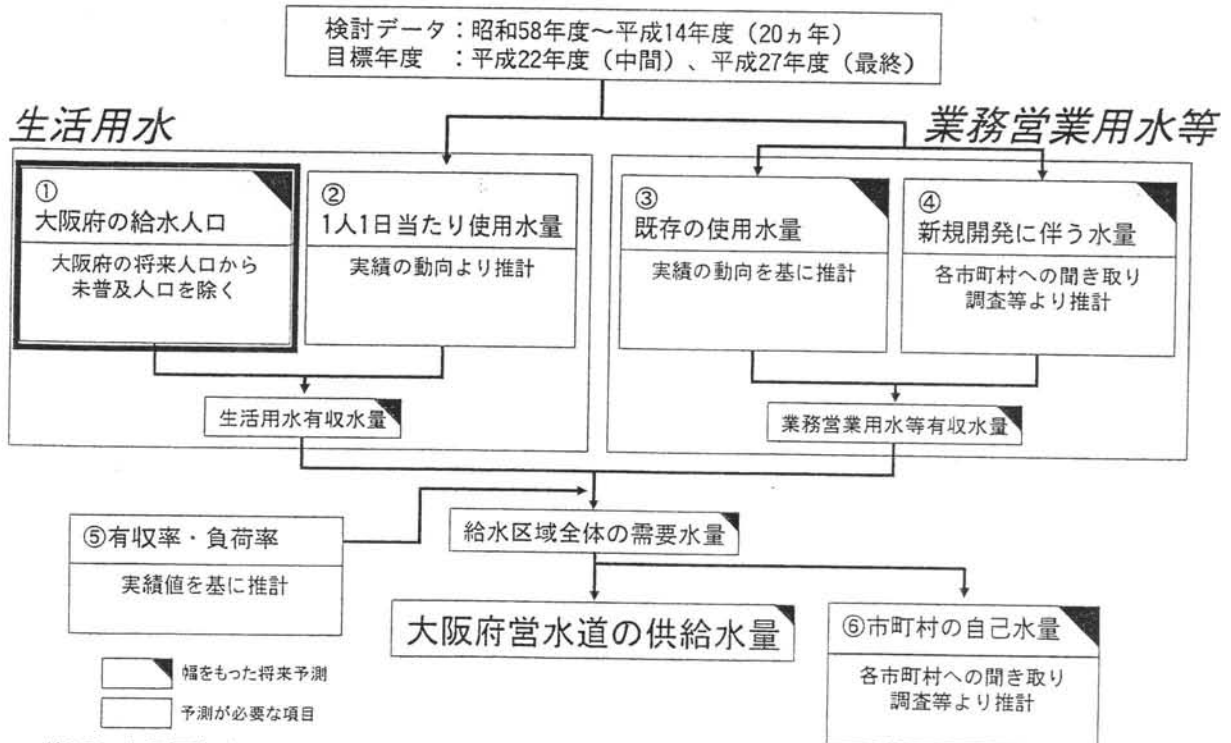 検討データ：昭和58年度～平成14年度（20ヵ年）
目標年度　：平成22年度（中間）、平成27年度（最終）
生活用水
業務営業用水等
①
大阪府の給水人口
大阪府の将来人口から
未普及人口を除く
②
1人1日当たり使用水量
実績の動向より推計
③
既存の使用水量
実績の動向を基に推計
④
新規開発に伴う水量
各市町村への聞き取り
調査等より推計
生活用水有収水量
業務営業用水等有収水量
⑤有収率・負荷率
実績値を基に推計
給水区域全体の需要水量
大阪府営水道の供給水量
⑥市町村の自己水量
各市町村への聞き取り
調査等より推計
幅をもった将来予測
予測が必要な項目